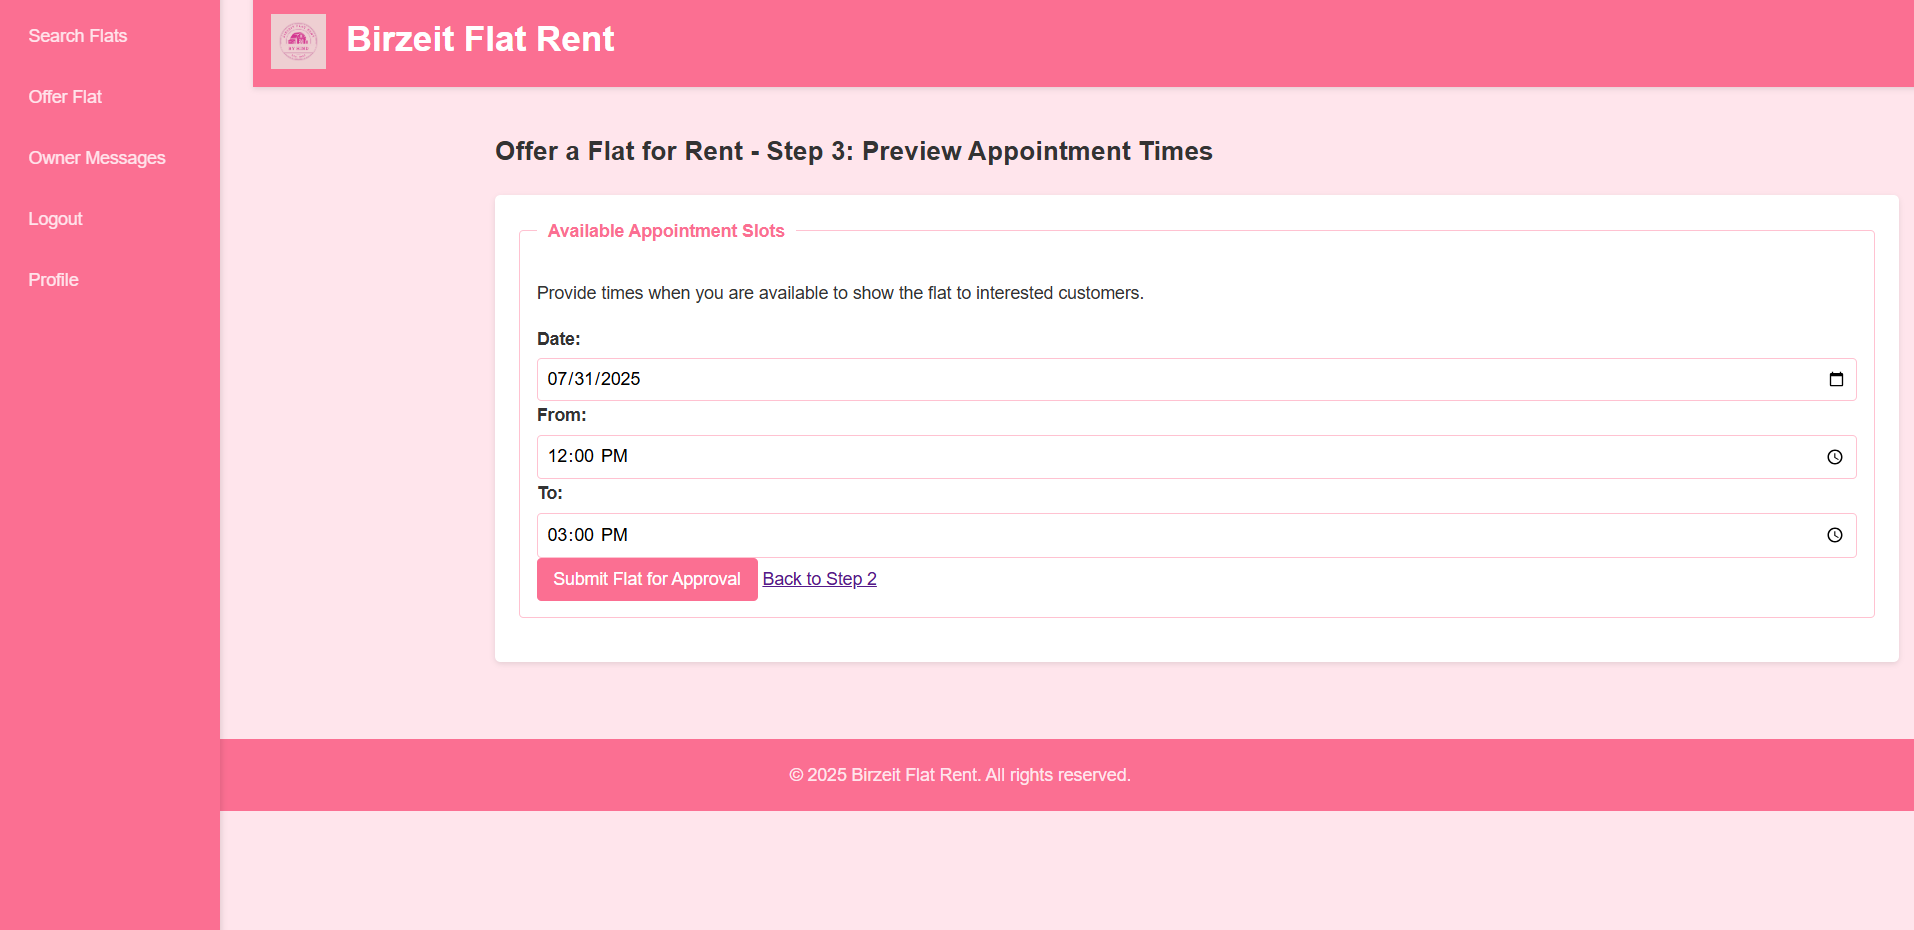 Search Flats
Offer Flat
Owner Messages
Logout
Profile
Birzeit Flat Rent
Offer a Flat for Rent - Step 3: Preview Appointment Times
Available Appointment Slots
Provide times when you are available to show the flat to interested customers.
Date:
07/31/2025
From:
12:00 PM
To:
03:00 PM
Submit Flat for Approval Back to Step 2
© 2025 Birzeit Flat Rent. All rights reserved.